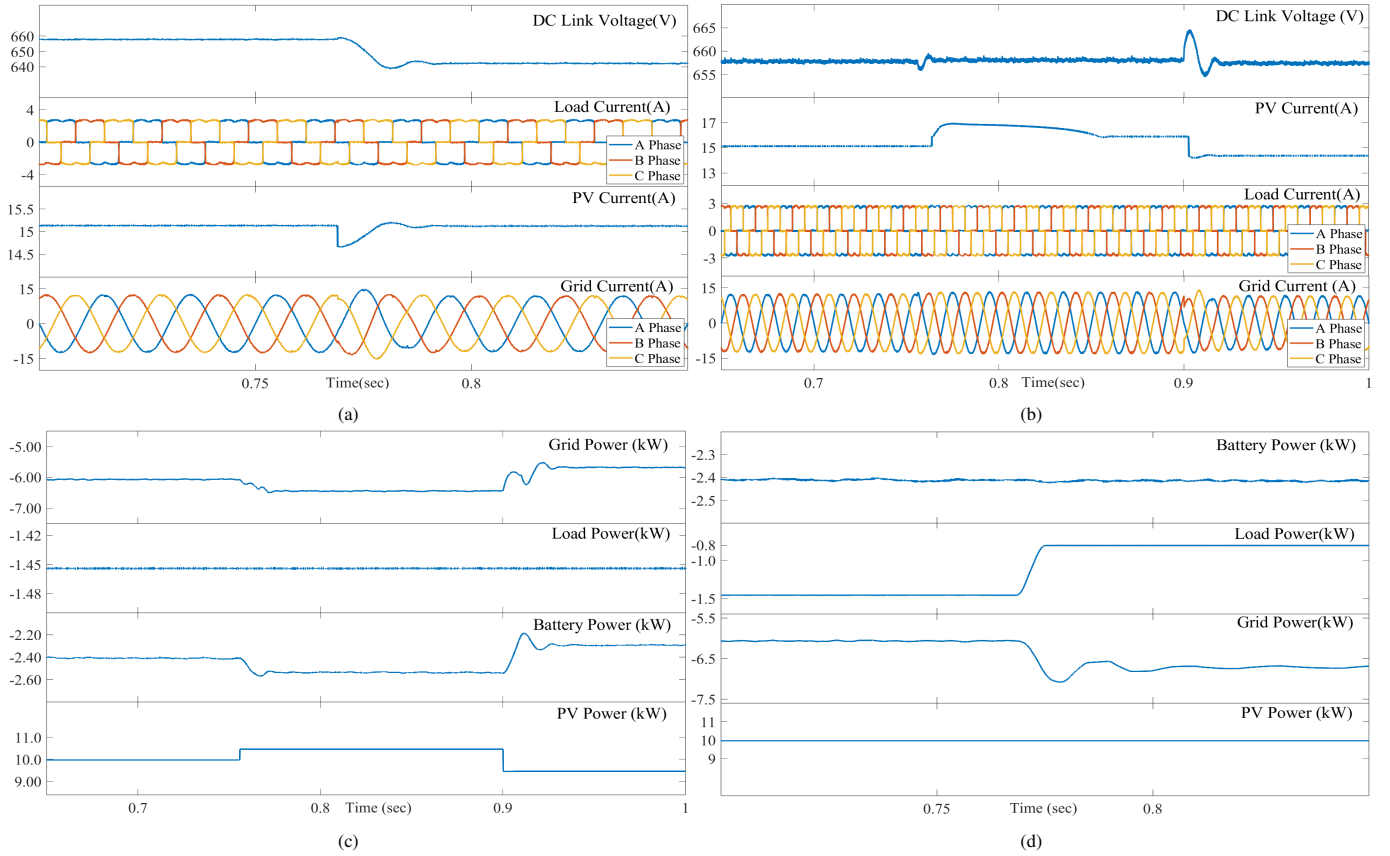 DC Link Voltage(V)
660
650
640
Load Current(A)
4
0
-4
A Phase
B Phase
C Phase
PV Current(A)
15.5
15
14.5
Grid Current(A)
15
0
-15
A Phase
B Phase
C Phase
0.75
Time(sec)
0.8
(a)
DC Link Voltage (V)
665
660
655
PV Current(A)
17
15
13
Load Current(A)
3
0
-3
A Phase
B Phase
C Phase
Grid Current (A)
15
0
-15
A Phase
B Phase
C Phase
0.7
0.8
Time(sec)
0.9
1
(b)
Grid Power (kW)
-5.00
-6.00
-7.00
Load Power(kW)
-1.42
-1.45
-1.48
Battery Power (kW)
-2.20
-2.40
-2.60
PV Power (kW)
11.0
10.0
9.00
0.7
0.8
Time (sec)
0.9
1
(c)
Battery Power (kW)
-2.3
-2.4
-2.5
Load Power(kW)
-0.8
-1.0
-1.5
Grid Power(kW)
-5.5
-6.5
-7.5
PV Power (kW)
11
10
9
0.75
Time(sec)
0.8
(d)